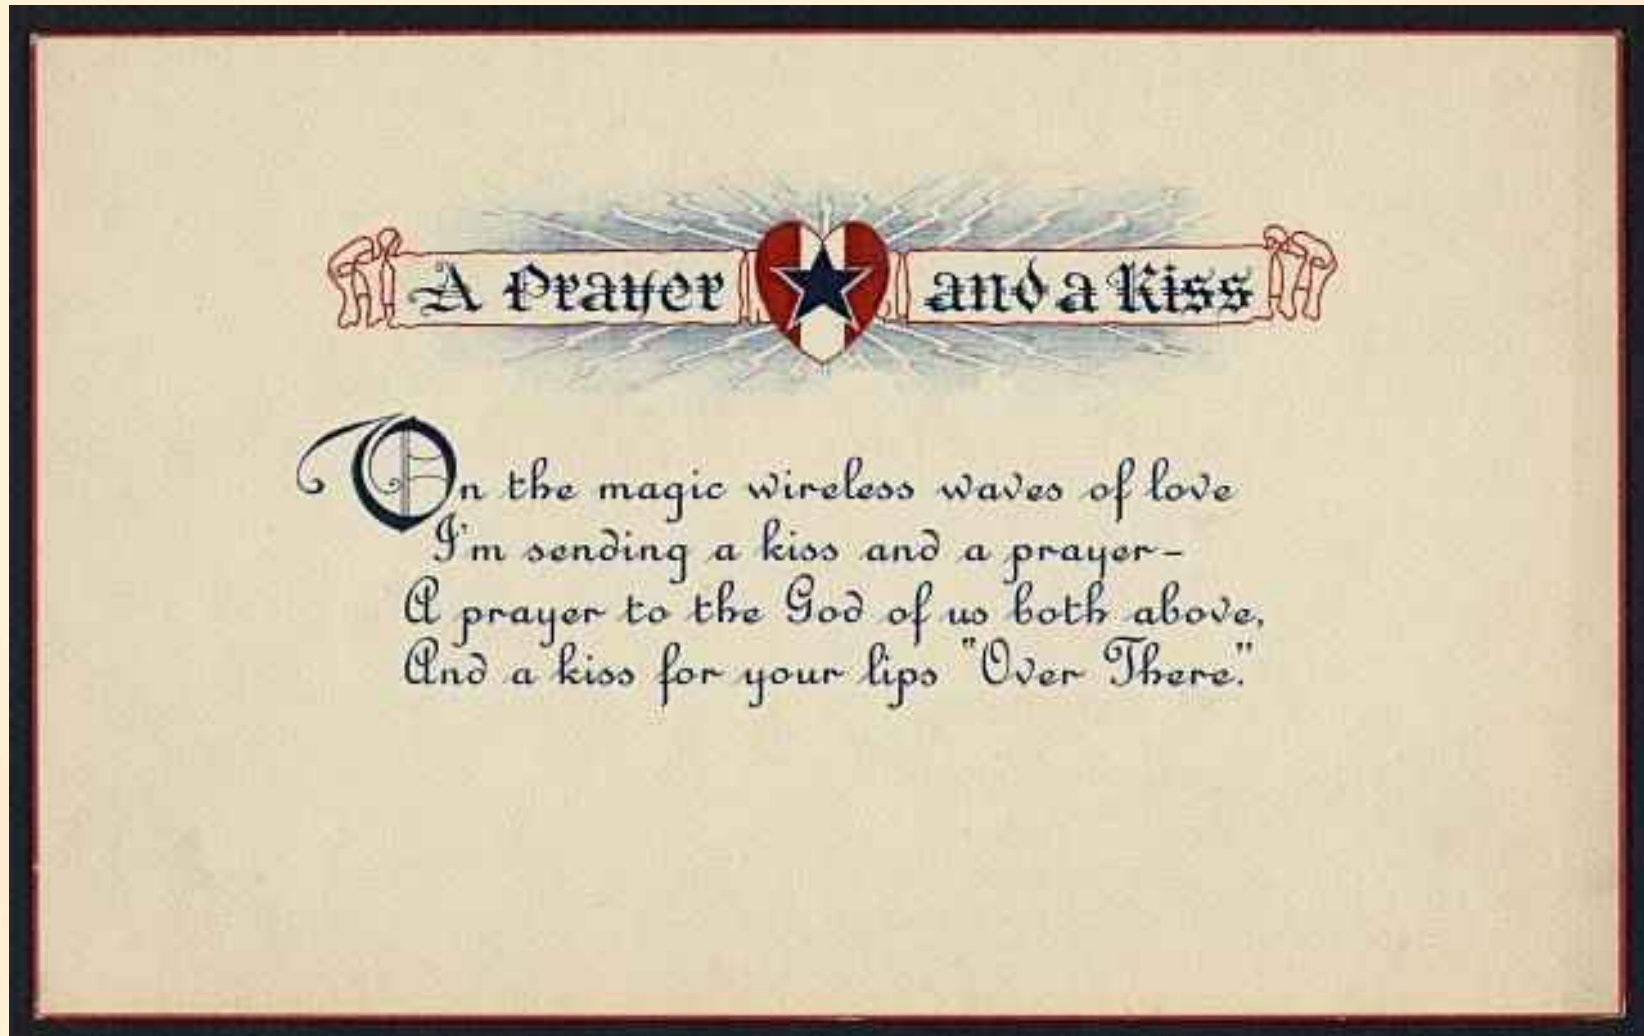 A Prayer and a Kiss
On the magic wireless waves of love
I'm sending a kiss and a prayer-
A prayer to the God of us both above,
And a kiss for your lips "Over There."